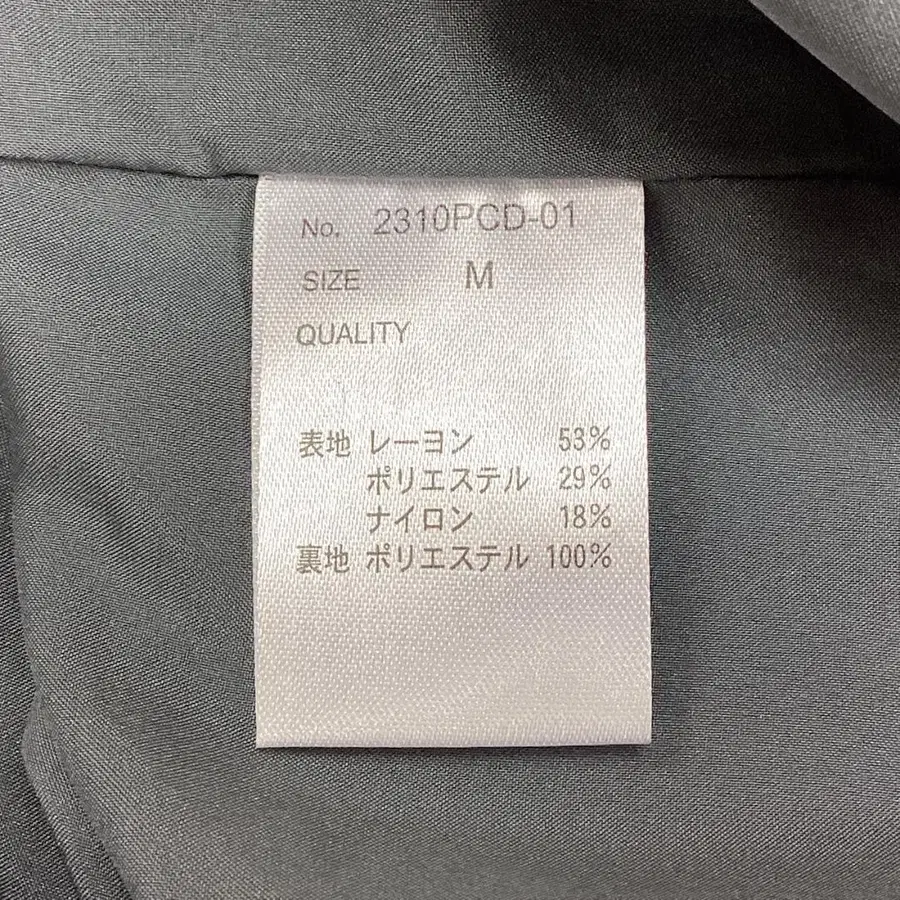 No. 2310PCD-01
SIZE M
QUALITY
表地 レーヨン 53%
ポリエステル 29%
ナイロン 18%
裏地 ポリエステル 100%